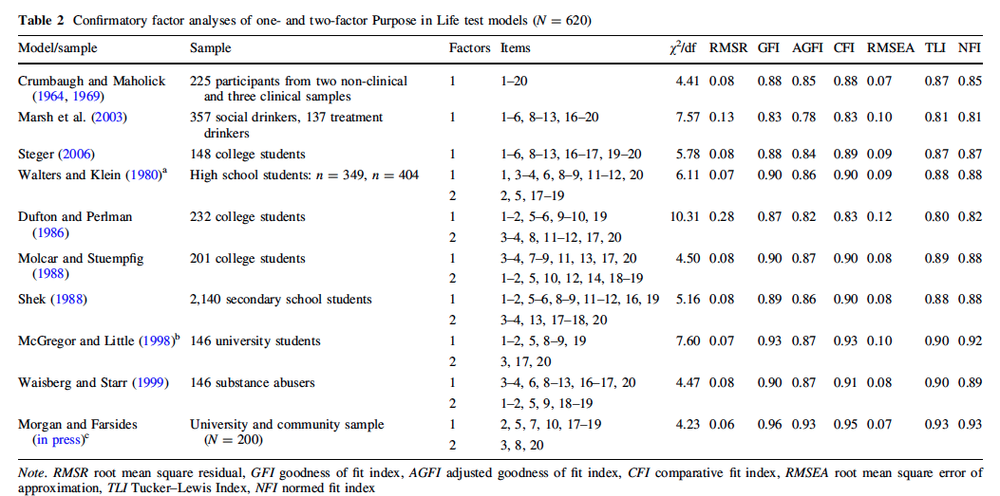 Table 2 Confirmatory factor analyses of one- and two-factor Purpose in Life test models (N = 620)
Model/sample Sample Factors Items χ²/df RMSR GFI AGFI CFI RMSEA TLI NFI
Crumbaugh and Maholick 225 participants from two non-clinical 1 1–20 4.41 0.08 0.88 0.85 0.88 0.07 0.87 0.85
(1964, 1969) and three clinical samples
Marsh et al. (2003) 357 social drinkers, 137 treatment 1 1–6, 8–13, 16–20 7.57 0.13 0.83 0.78 0.83 0.10 0.81 0.81
drinkers
Steger (2006) 148 college students 1 1–6, 8–13, 16–17, 19–20 5.78 0.08 0.88 0.84 0.89 0.09 0.87 0.87
Walters and Klein (1980)ᵃ High school students: n = 349, n = 404 1 1, 3–4, 6, 8–9, 11–12, 20 6.11 0.07 0.90 0.86 0.90 0.09 0.88 0.88
2 2, 5, 17–19
Dufton and Perlman 232 college students 1 1–2, 5–6, 9–10, 19 10.31 0.28 0.87 0.82 0.83 0.12 0.80 0.82
(1986) 2 3–4, 8, 11–12, 17, 20
Molcar and Stuempfig 201 college students 1 3–4, 7–9, 11, 13, 17, 20 4.50 0.08 0.90 0.87 0.90 0.08 0.89 0.88
(1988) 2 1–2, 5, 10, 12, 14, 18–19
Shek (1988) 2,140 secondary school students 1 1–2, 5–6, 8–9, 11–12, 16, 19 5.16 0.08 0.89 0.86 0.90 0.08 0.88 0.88
2 3–4, 13, 17–18, 20
McGregor and Little (1998)ᵇ 146 university students 1 1–2, 5, 8–9, 19 7.60 0.07 0.93 0.87 0.93 0.10 0.90 0.92
2 3, 17, 20
Waisberg and Starr (1999) 146 substance abusers 1 3–4, 6, 8–13, 16–17, 20 4.47 0.08 0.90 0.87 0.91 0.08 0.90 0.89
2 1–2, 5, 9, 18–19
Morgan and Farsides University and community sample 1 2, 5, 7, 10, 17–19 4.23 0.06 0.96 0.93 0.95 0.07 0.93 0.93
(in press)ᶜ (N = 200) 2 3, 8, 20
Note. RMSR root mean square residual, GFI goodness of fit index, AGFI adjusted goodness of fit index, CFI comparative fit index, RMSEA root mean square error of
approximation, TLI Tucker–Lewis Index, NFI normed fit index